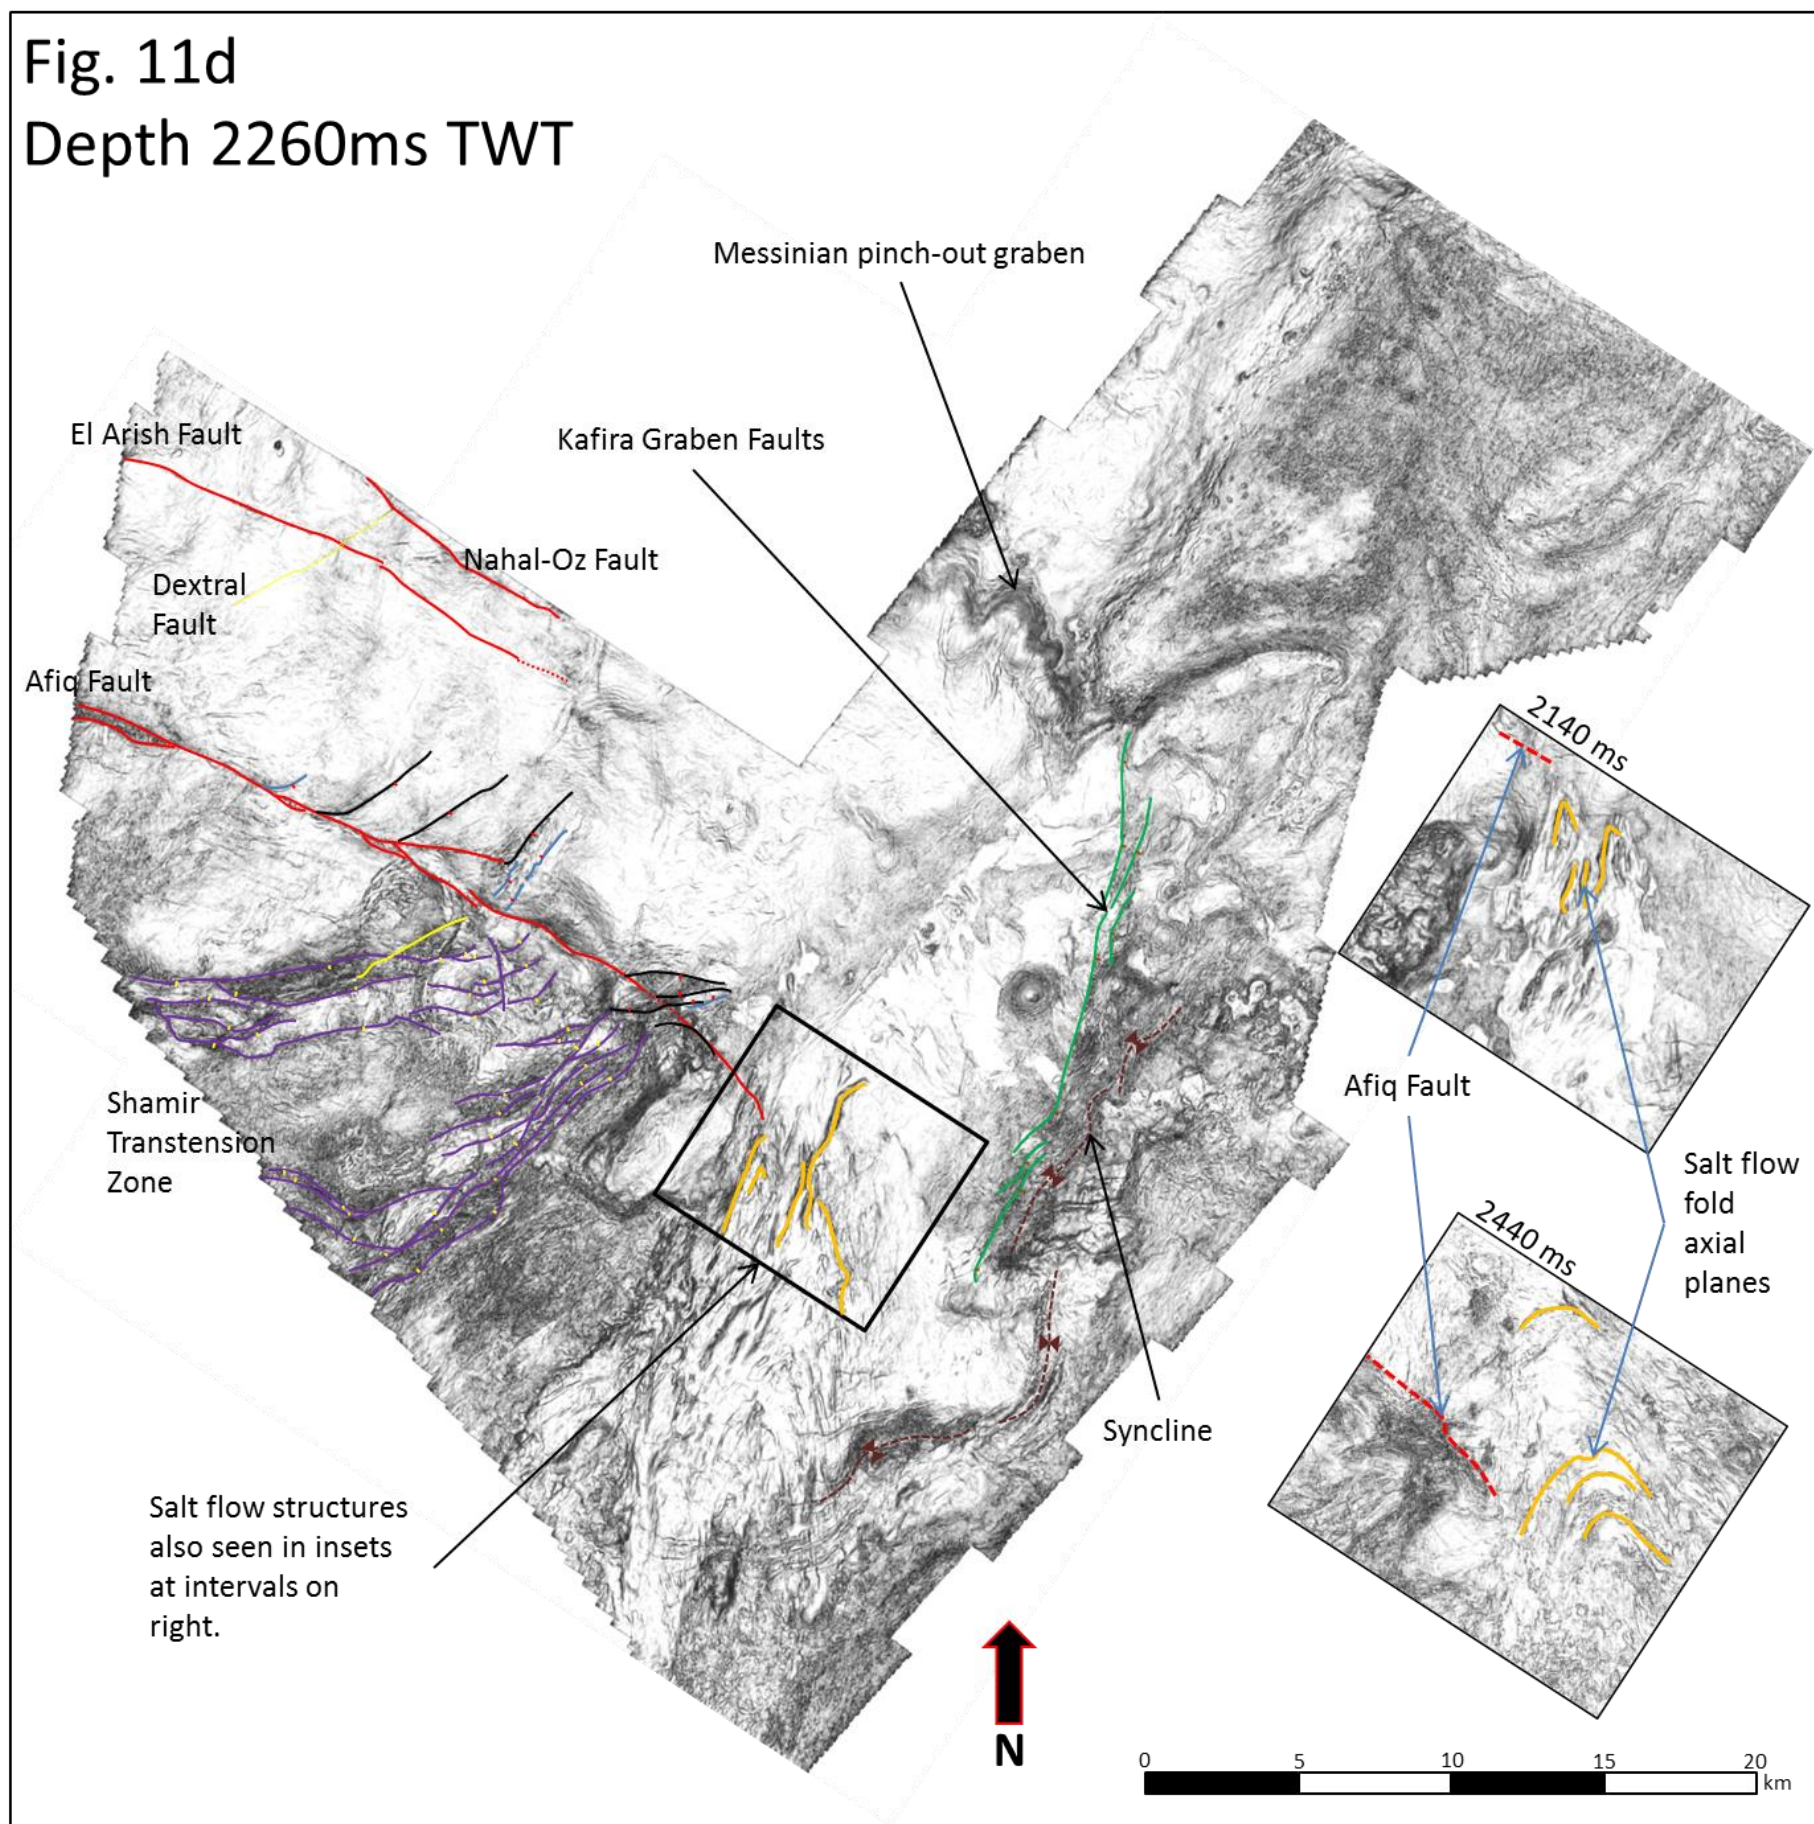 Fig. 11d
Depth 2260ms TWT
Messinian pinch-out graben
El Arish Fault
Kafira Graben Faults
Nahal-Oz Fault
Dextral
Fault
Afiq Fault
2140 ms
Afiq Fault
Shamir
Transtension
Zone
Salt flow
fold
axial
planes
2440 ms
Syncline
Salt flow structures
also seen in insets
at intervals on
right.
N
0 5 10 15 20
km